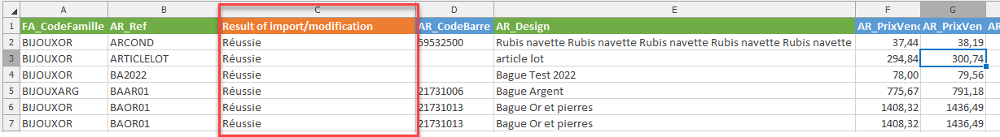 A B C D E F G
1 FA_CodeFamille AR_Ref Result of import/modification AR_CodeBarre AR_Design AR_PrixVen AR_PrixVen
2 BIJOUXOR ARCOND Réussie 59532500 Rubis navette Rubis navette Rubis navette Rubis navette Rubis navette 37,44 38,19
3 BIJOUXOR ARTICLELOT Réussie article lot 294,84 300,74
4 BIJOUXOR BA2022 Réussie Bague Test 2022 78,00 79,56
5 BIJOUXARG BAAR01 Réussie 21731006 Bague Argent 775,67 791,18
6 BIJOUXOR BAOR01 Réussie 21731013 Bague Or et pierres 1408,32 1436,49
7 BIJOUXOR BAOR01 Réussie 21731013 Bague Or et pierres 1408,32 1436,49